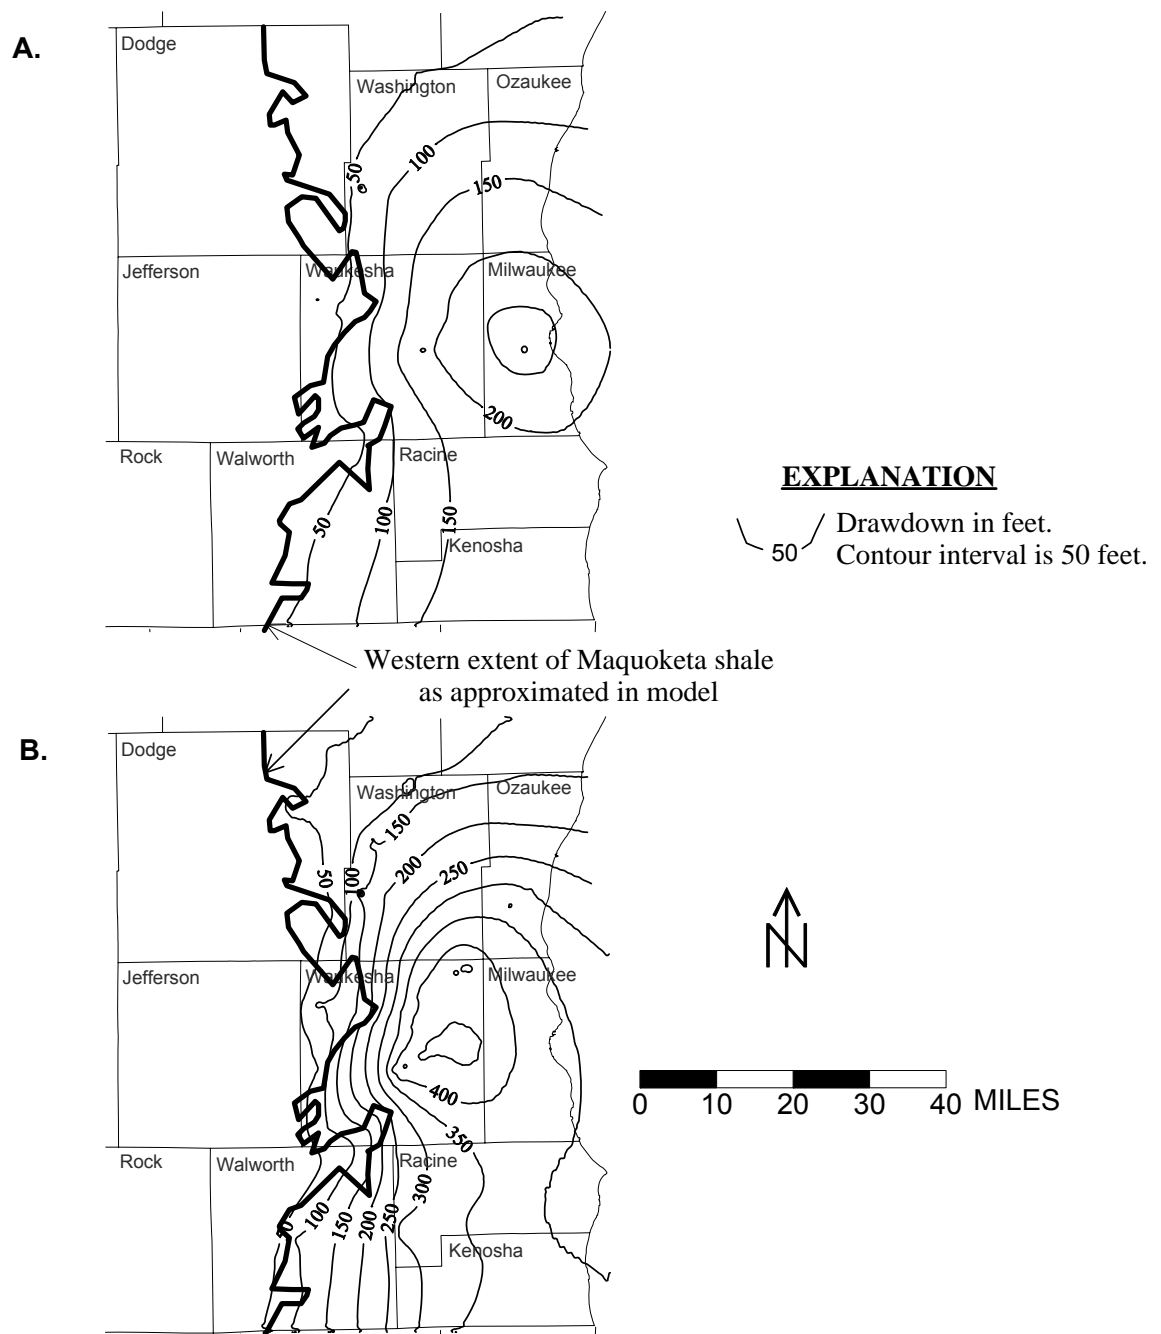 A.
Dodge
Washington
Ozaukee
50
100
150
Jefferson
Waukesha
Milwaukee
200
Rock
Walworth
Racine
50
100
150
Kenosha
EXPLANATION
50
Drawdown in feet.
Contour interval is 50 feet.
Western extent of Maquoketa shale
as approximated in model
B.
Dodge
Washington
Ozaukee
150
50
100
200
250
Jefferson
Waukesha
Milwaukee
400
350
Rock
Walworth
Racine
300
50
100
150
200
250
Kenosha
N
0 10 20 30 40 MILES